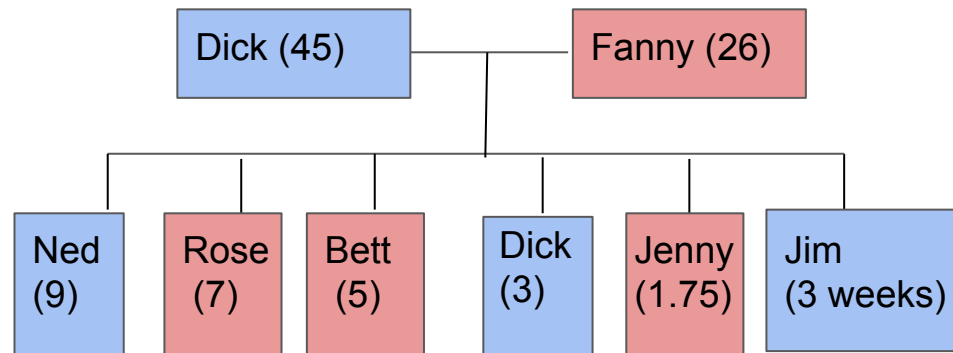 Dick (45)
Fanny (26)
Ned
(9)
Rose
(7)
Bett
(5)
Dick
(3)
Jenny
(1.75)
Jim
(3 weeks)